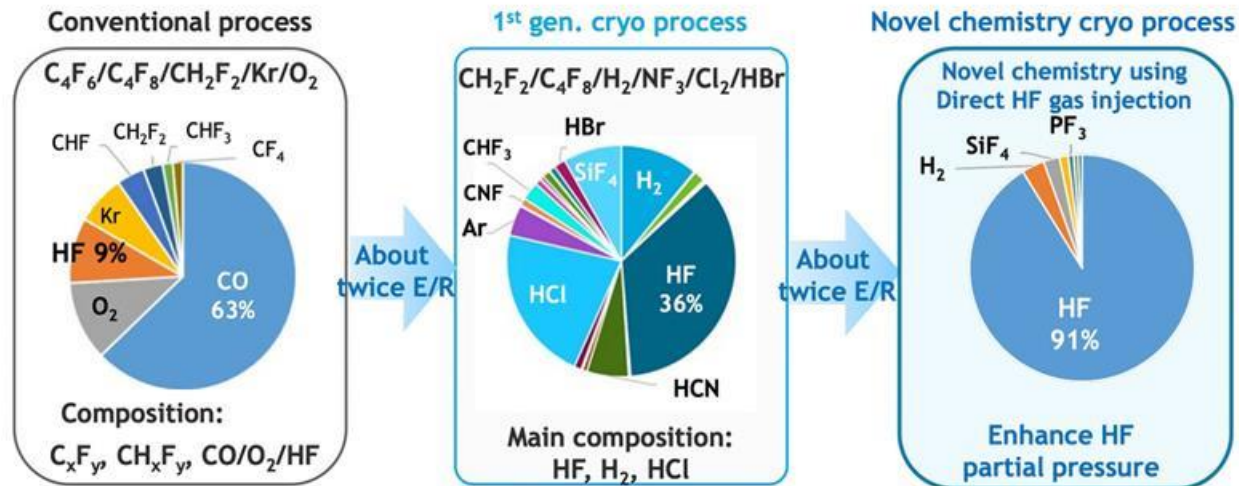 Conventional process
C₄F₆/C₄F₈/CH₂F₂/Kr/O₂
CHF
CH₂F₂
CHF₃
CF₄
Kr
HF 9%
O₂
CO
63%
Composition:
CₓFᵧ, CHₓFᵧ, CO/O₂/HF
About
twice E/R
1st gen. cryo process
CH₂F₂/C₄F₈/H₂/NF₃/Cl₂/HBr
HBr
CHF₃
SiF₄
H₂
CNF
Ar
HCl
HF
36%
HCN
Main composition:
HF, H₂, HCl
About
twice E/R
Novel chemistry cryo process
Novel chemistry using
Direct HF gas injection
PF₃
SiF₄
H₂
HF
91%
Enhance HF
partial pressure